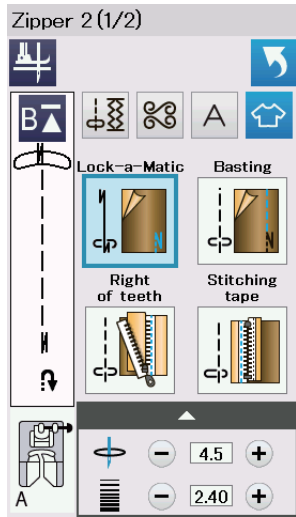 Zipper 2 (1/2)
B
A
Lock-a-Matic
Basting
Right
of teeth
Stitching
tape
4.5
2.40
A